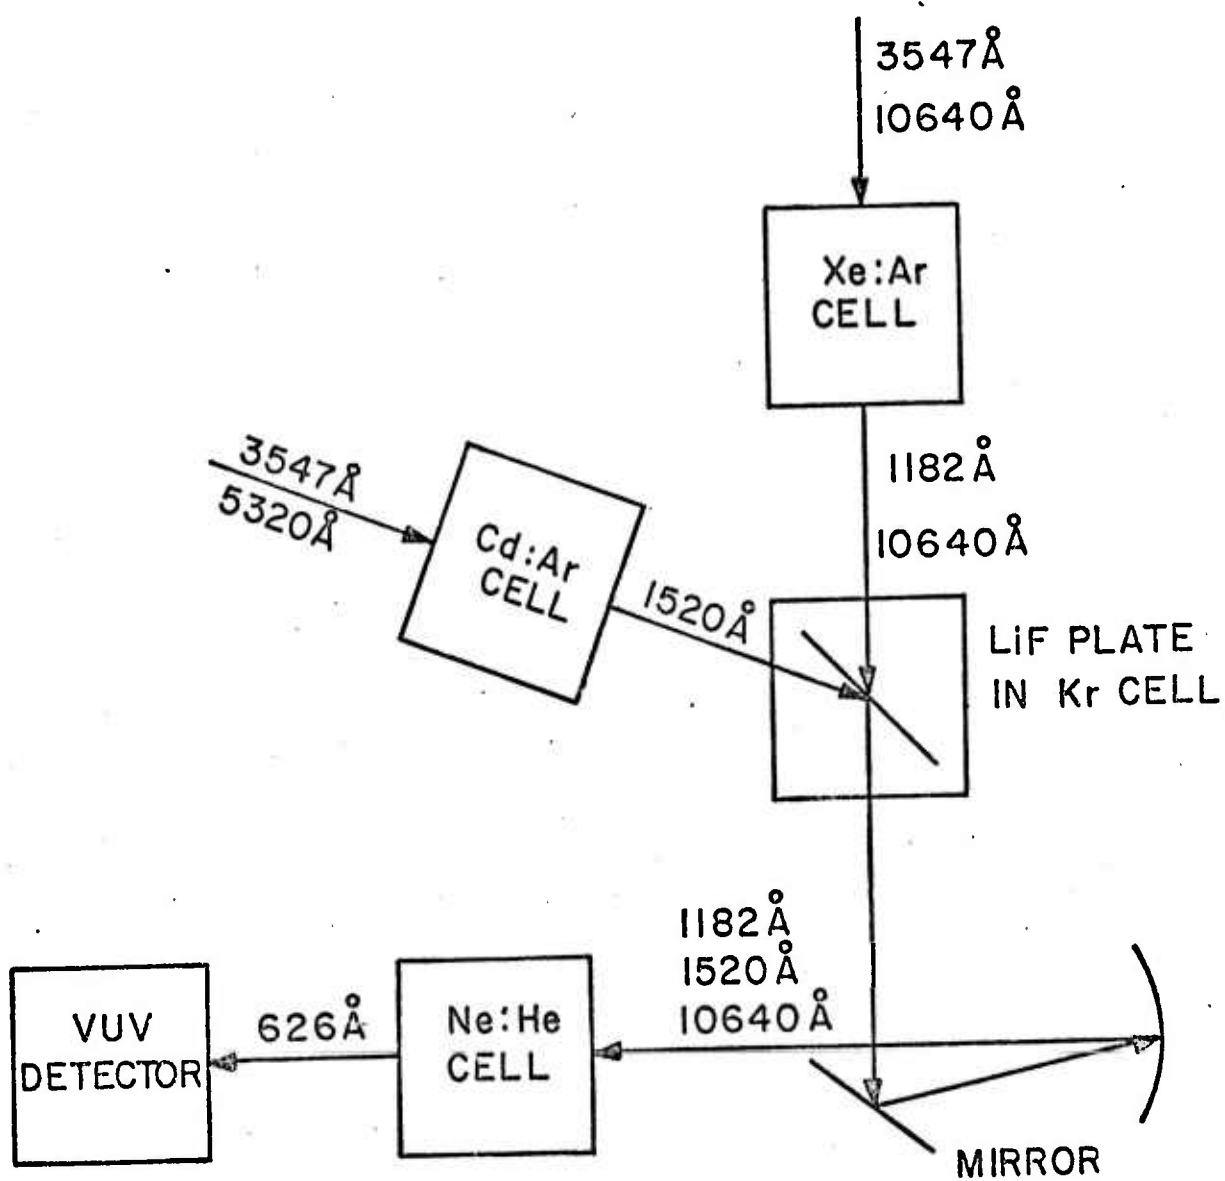 3547Å
10640Å
Xe:Ar
CELL
1182Å
10640Å
3547Å
5320Å
Cd:Ar
CELL
1520Å
LiF PLATE
IN Kr CELL
1182Å
1520Å
10640Å
626Å
Ne:He
CELL
VUV
DETECTOR
MIRROR